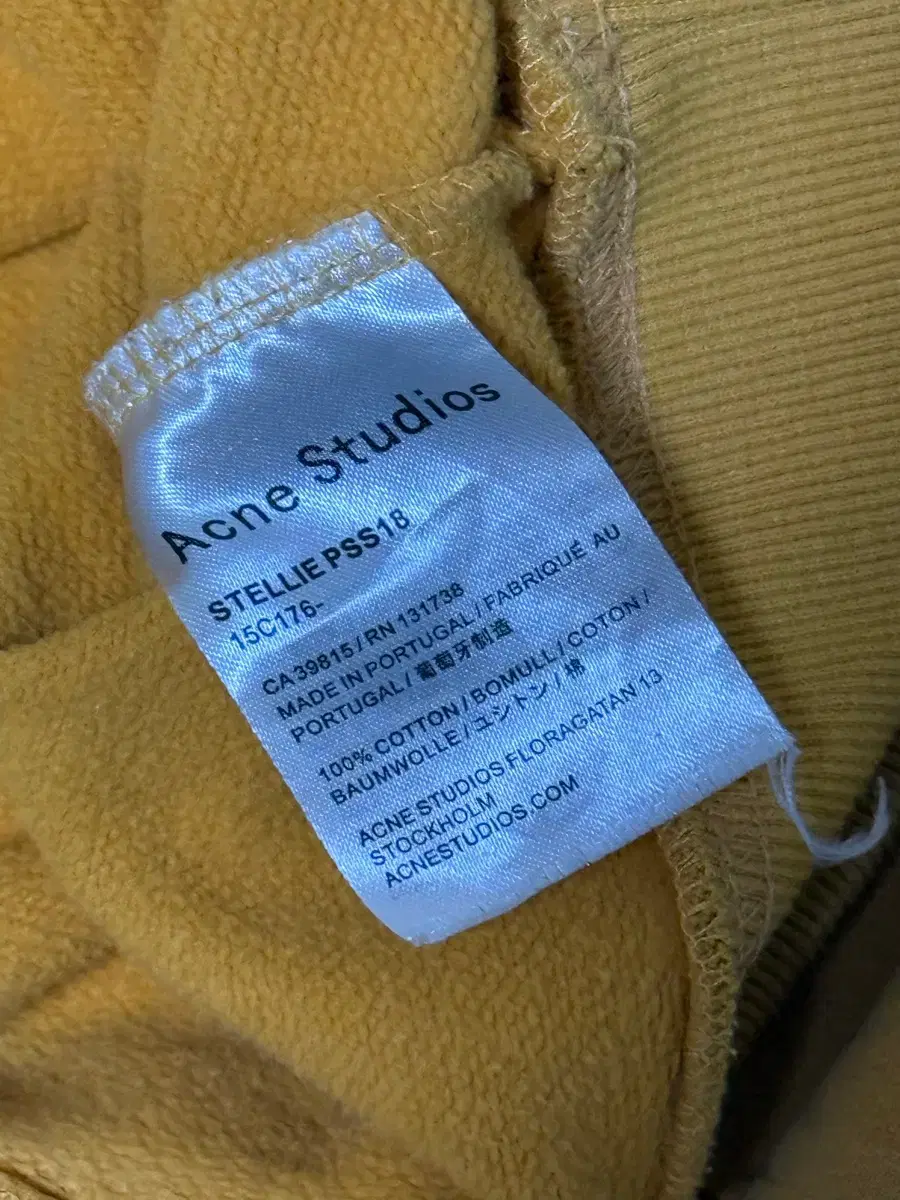 Acne Studios
STELLIE PSS18
15C176-
CA 39815 / RN 131738
MADE IN PORTUGAL / FABRIQUÉ AU
PORTUGAL / 葡萄牙制造
100% COTTON / BOMULL / COTON /
BAUMWOLLE / ユシトン / 棉
ACNE STUDIOS FLORAGATAN 13
STOCKHOLM
ACNESTUDIOS.COM